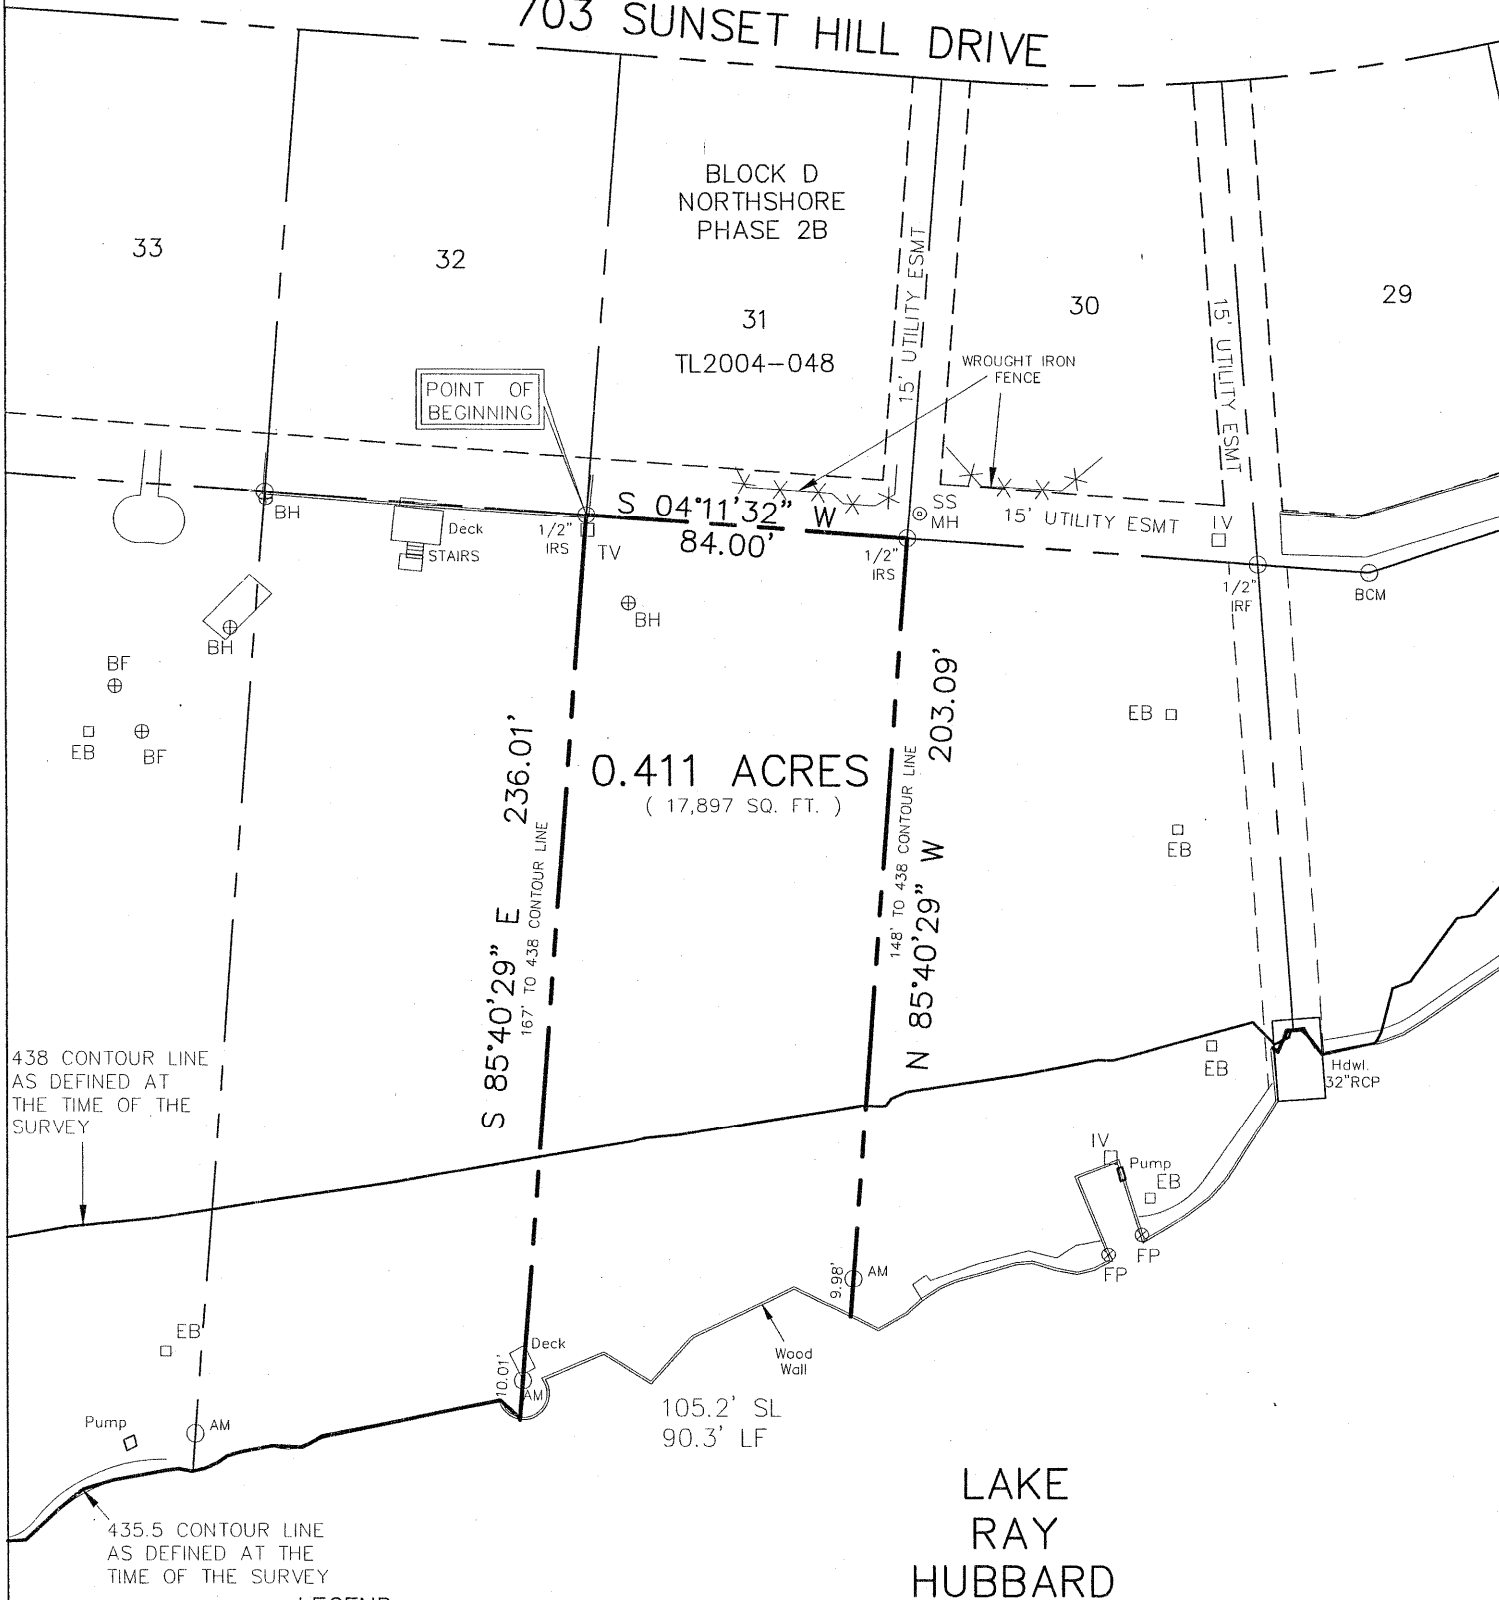 703 SUNSET HILL DRIVE
BLOCK D
NORTHSHORE
PHASE 2B
33
32
31
TL2004-048
30
29
15' UTILITY ESMT
15' UTILITY ESMT
WROUGHT IRON
FENCE
POINT OF
BEGINNING
S 04°11'32" W
84.00'
SS
MH
15' UTILITY ESMT
IV
BH
Deck
STAIRS
1/2"
IRS
TV
1/2"
IRS
1/2"
IRF
BCM
BH
BH
BF
EB
BF
EB
EB
S 85°40'29" E 236.01'
167' TO 438 CONTOUR LINE
0.411 ACRES
( 17,897 SQ. FT. )
N 85°40'29" W 203.09'
148' TO 438 CONTOUR LINE
438 CONTOUR LINE
AS DEFINED AT
THE TIME OF THE
SURVEY
EB
Hdwl.
32"RCP
IV
Pump
EB
FP
FP
9.98'
AM
EB
Deck
10.01'
AM
Wood
Wall
105.2' SL
90.3' LF
Pump
AM
435.5 CONTOUR LINE
AS DEFINED AT THE
TIME OF THE SURVEY
LAKE
RAY
HUBBARD
LEGEND